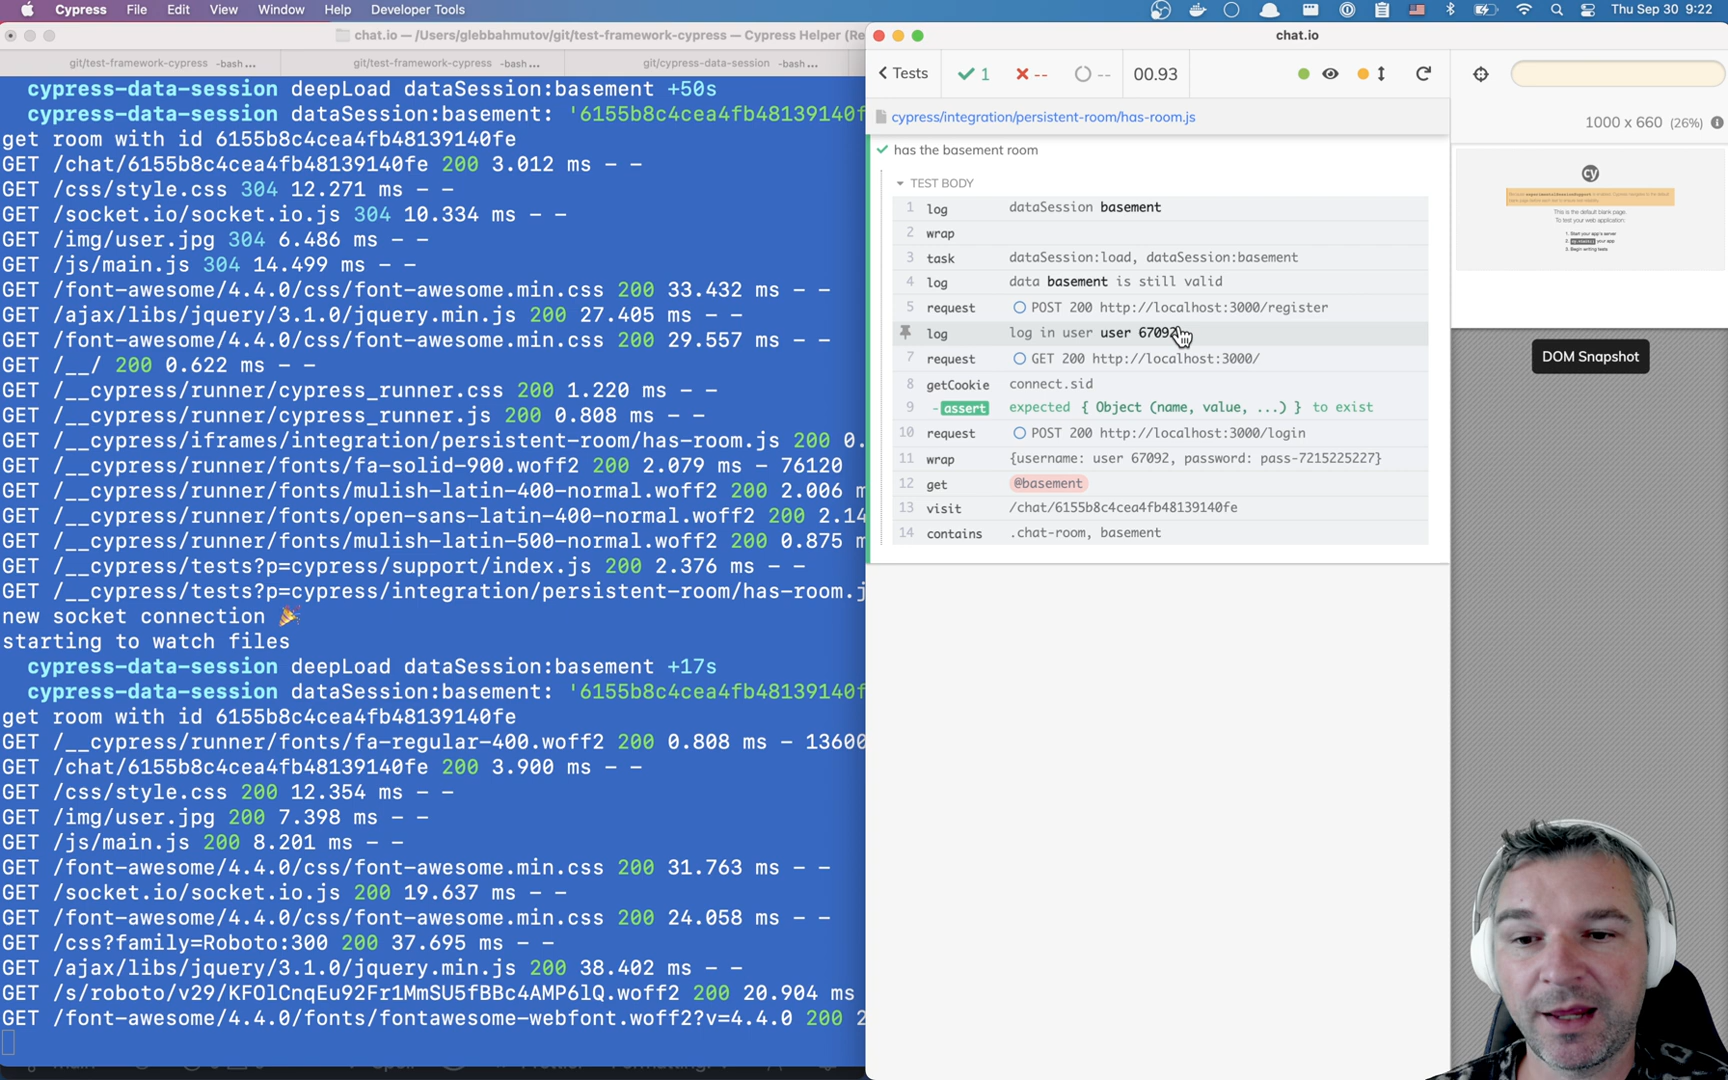 Cypress File Edit View Window Help Developer Tools
Thu Sep 30 9:22
chat.io — /Users/glebbahmutov/git/test-framework-cypress — Cypress Helper (Re
git/test-framework-cypress -bash ...
git/test-framework-cypress -bash ...
git/cypress-data-session -bash ...
cypress-data-session deepLoad dataSession:basement +50s
cypress-data-session dataSession:basement: '6155b8c4cea4fb48139140f
get room with id 6155b8c4cea4fb48139140fe
GET /chat/6155b8c4cea4fb48139140fe 200 3.012 ms - -
GET /css/style.css 304 12.271 ms - -
GET /socket.io/socket.io.js 304 10.334 ms - -
GET /img/user.jpg 304 6.486 ms - -
GET /js/main.js 304 14.499 ms - -
GET /font-awesome/4.4.0/css/font-awesome.min.css 200 33.432 ms - -
GET /ajax/libs/jquery/3.1.0/jquery.min.js 200 27.405 ms - -
GET /font-awesome/4.4.0/css/font-awesome.min.css 200 29.557 ms - -
GET /__/ 200 0.622 ms - -
GET /__cypress/runner/cypress_runner.css 200 1.220 ms - -
GET /__cypress/runner/cypress_runner.js 200 0.808 ms - -
GET /__cypress/iframes/integration/persistent-room/has-room.js 200 0.
GET /__cypress/runner/fonts/fa-solid-900.woff2 200 2.079 ms - 76120
GET /__cypress/runner/fonts/mulish-latin-400-normal.woff2 200 2.006 m
GET /__cypress/runner/fonts/open-sans-latin-400-normal.woff2 200 2.14
GET /__cypress/runner/fonts/mulish-latin-500-normal.woff2 200 0.875 m
GET /__cypress/tests?p=cypress/support/index.js 200 2.376 ms - -
GET /__cypress/tests?p=cypress/integration/persistent-room/has-room.j
new socket connection 🎉
starting to watch files
cypress-data-session deepLoad dataSession:basement +17s
cypress-data-session dataSession:basement: '6155b8c4cea4fb48139140f
get room with id 6155b8c4cea4fb48139140fe
GET /__cypress/runner/fonts/fa-regular-400.woff2 200 0.808 ms - 13600
GET /chat/6155b8c4cea4fb48139140fe 200 3.900 ms - -
GET /css/style.css 200 12.354 ms - -
GET /img/user.jpg 200 7.398 ms - -
GET /js/main.js 200 8.201 ms - -
GET /font-awesome/4.4.0/css/font-awesome.min.css 200 31.763 ms - -
GET /socket.io/socket.io.js 200 19.637 ms - -
GET /font-awesome/4.4.0/css/font-awesome.min.css 200 24.058 ms - -
GET /css?family=Roboto:300 200 37.695 ms - -
GET /ajax/libs/jquery/3.1.0/jquery.min.js 200 38.402 ms - -
GET /s/roboto/v29/KFOlCnqEu92Fr1MmSU5fBBc4AMP6lQ.woff2 200 20.904 ms
GET /font-awesome/4.4.0/fonts/fontawesome-webfont.woff2?v=4.4.0 200 2
chat.io
Tests
1
--
--
00.93
cypress/integration/persistent-room/has-room.js
has the basement room
TEST BODY
1 log dataSession basement
2 wrap
3 task dataSession:load, dataSession:basement
4 log data basement is still valid
5 request POST 200 http://localhost:3000/register
log log in user user 67092
7 request GET 200 http://localhost:3000/
8 getCookie connect.sid
9 -assert expected { Object (name, value, ...) } to exist
10 request POST 200 http://localhost:3000/login
11 wrap {username: user 67092, password: pass-7215225227}
12 get @basement
13 visit /chat/6155b8c4cea4fb48139140fe
14 contains .chat-room, basement
1000 x 660 (26%)
cy
This is the default blank page.
To test your web application:
1. Start your app's server
2. cy.visit() your app
3. Begin writing tests
DOM Snapshot